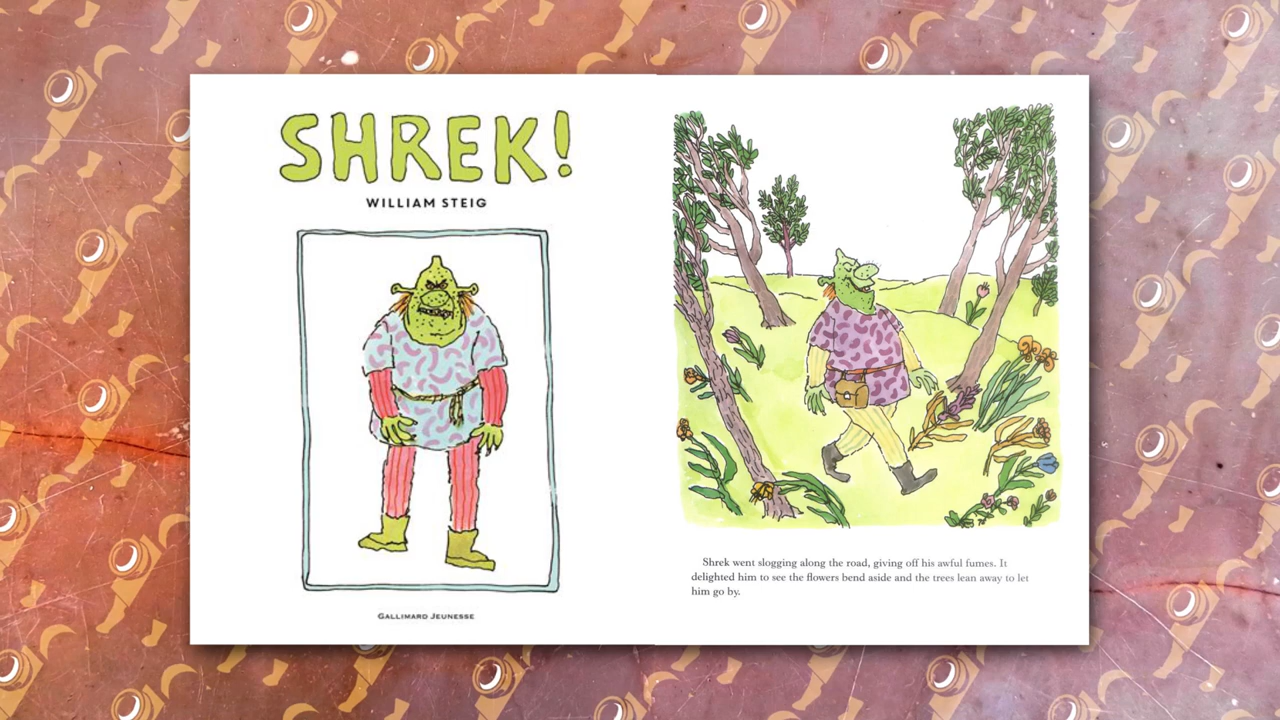 SHREK!
WILLIAM STEIG
GALLIMARD JEUNESSE
Shrek went slogging along the road, giving off his awful fumes. It
delighted him to see the flowers bend aside and the trees lean away to let
him go by.